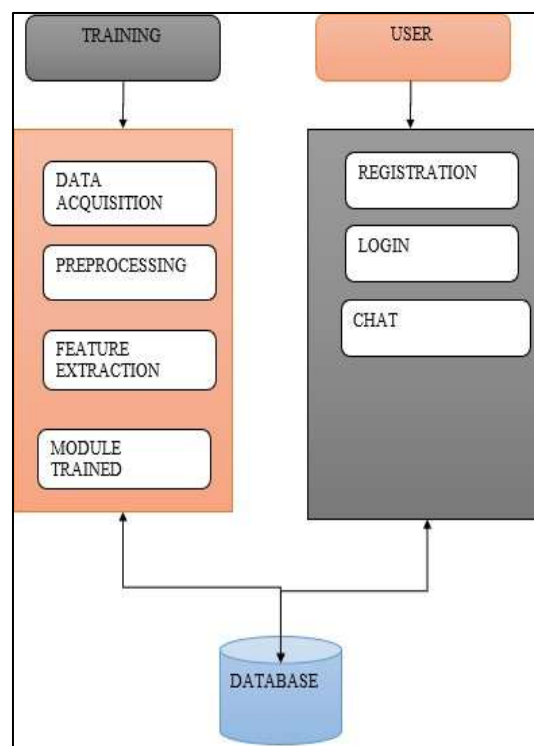 TRAINING
USER
DATA
ACQUISITION
PREPROCESSING
FEATURE
EXTRACTION
MODULE
TRAINED
REGISTRATION
LOGIN
CHAT
DATABASE